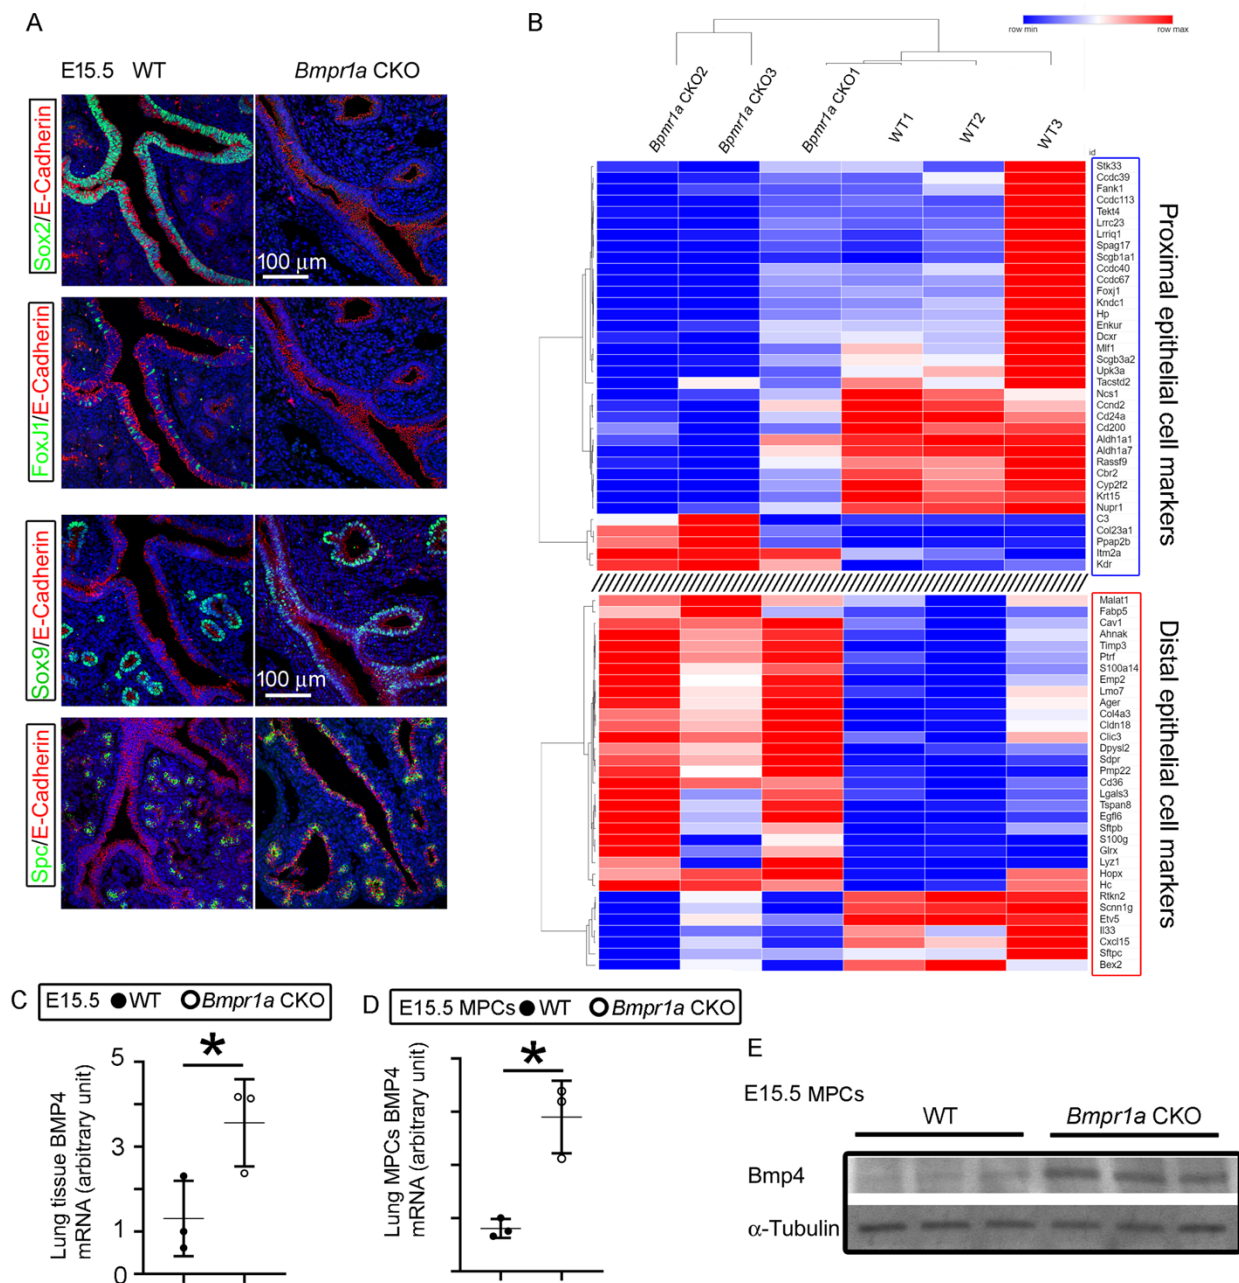 A
E15.5 WT
Bmpr1a CKO
Sox2/E-Cadherin
100 μm
FoxJ1/E-Cadherin
Sox9/E-Cadherin
100 μm
Spc/E-Cadherin
B
row min
row max
Bpmr1a CKO2
Bpmr1a CKO3
Bpmr1a CKO1
WT1
WT2
WT3
id
Stk33
Ccdc39
Fank1
Ccdc113
Tekt4
Lrrc23
Lrriq1
Spag17
Scgb1a1
Ccdc40
Ccdc67
Foxj1
Kndc1
Hp
Enkur
Dcxr
Mlf1
Scgb3a2
Upk3a
Tacstd2
Ncs1
Ccnd2
Cd24a
Cd200
Aldh1a1
Aldh1a7
Rassf9
Cbr2
Cyp2f2
Krt15
Nupr1
C3
Col23a1
Ppap2b
Itm2a
Kdr
Proximal epithelial cell markers
Malat1
Fabp5
Cav1
Ahnak
Timp3
Ptrf
S100a14
Emp2
Lmo7
Ager
Col4a3
Cldn18
Clic3
Dpysl2
Sdpr
Pmp22
Cd36
Lgals3
Tspan8
Egfl6
Sftpb
S100g
Glrx
Lyz1
Hopx
Hc
Rtkn2
Scnn1g
Etv5
Il33
Cxcl15
Sftpc
Bex2
Distal epithelial cell markers
C
E15.5 WT Bmpr1a CKO
Lung tissue BMP4
mRNA (arbitrary unit)
5
3
1
0
*
D
E15.5 MPCs WT Bmpr1a CKO
Lung MPCs BMP4
mRNA (arbitrary unit)
*
E
E15.5 MPCs
WT
Bmpr1a CKO
Bmp4
α-Tubulin